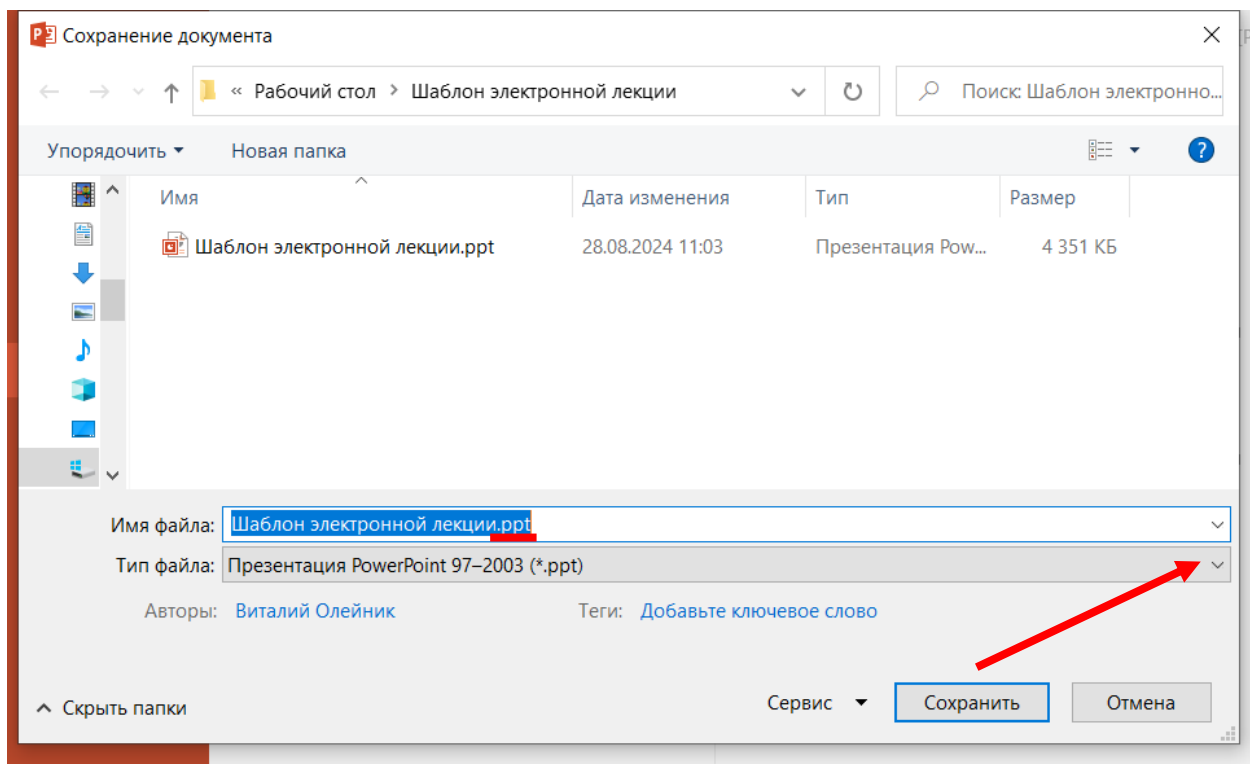 Сохранение документа
« Рабочий стол > Шаблон электронной лекции
Поиск: Шаблон электронно...
Упорядочить
Новая папка
Имя Дата изменения Тип Размер
Шаблон электронной лекции.ppt 28.08.2024 11:03 Презентация Pow... 4 351 КБ
Имя файла: Шаблон электронной лекции.ppt
Тип файла: Презентация PowerPoint 97–2003 (*.ppt)
Авторы: Виталий Олейник Теги: Добавьте ключевое слово
Скрыть папки
Сервис
Сохранить
Отмена